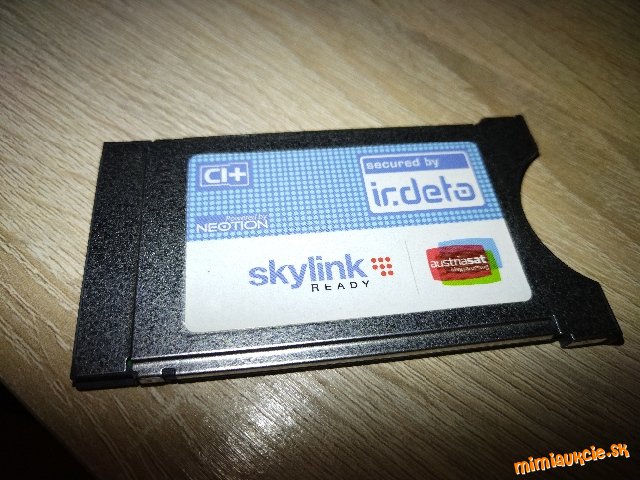 CI+
secured by
irdeto
Powered by
NEOTION
skylink
READY
austriasat
mimiaukcie.sk